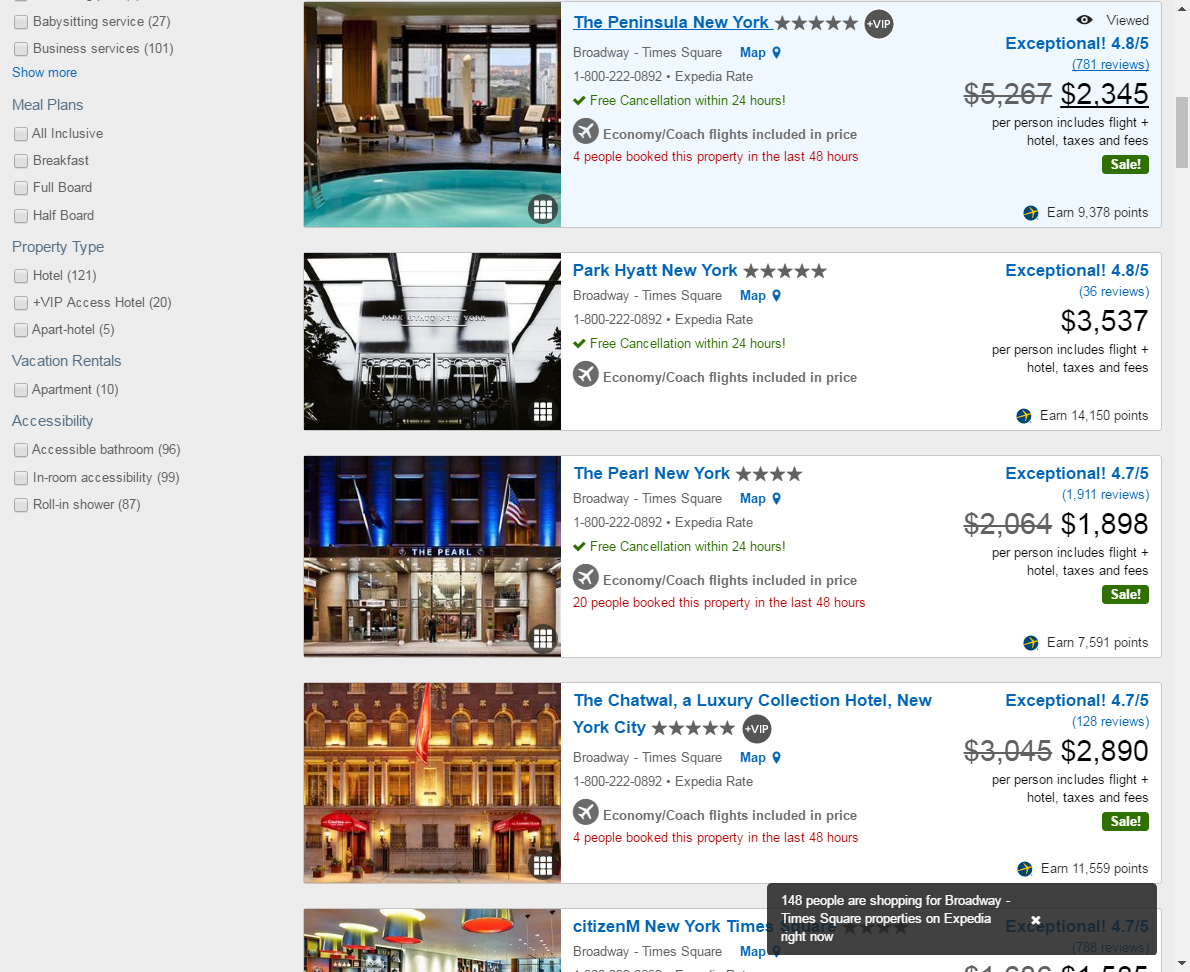 Babysitting service (27)
Business services (101)
Show more
Meal Plans
All Inclusive
Breakfast
Full Board
Half Board
Property Type
Hotel (121)
+VIP Access Hotel (20)
Apart-hotel (5)
Vacation Rentals
Apartment (10)
Accessibility
Accessible bathroom (96)
In-room accessibility (99)
Roll-in shower (87)
The Peninsula New York +VIP
Broadway - Times Square Map
1-800-222-0892 • Expedia Rate
Free Cancellation within 24 hours!
Economy/Coach flights included in price
4 people booked this property in the last 48 hours
Viewed
Exceptional! 4.8/5
(781 reviews)
$5,267 $2,345
per person includes flight +
hotel, taxes and fees
Sale!
Earn 9,378 points
PARK HYATT NEW YORK
Park Hyatt New York
Broadway - Times Square Map
1-800-222-0892 • Expedia Rate
Free Cancellation within 24 hours!
Economy/Coach flights included in price
Exceptional! 4.8/5
(36 reviews)
$3,537
per person includes flight +
hotel, taxes and fees
Earn 14,150 points
THE PEARL
The Pearl New York
Broadway - Times Square Map
1-800-222-0892 • Expedia Rate
Free Cancellation within 24 hours!
Economy/Coach flights included in price
20 people booked this property in the last 48 hours
Exceptional! 4.7/5
(1,911 reviews)
$2,064 $1,898
per person includes flight +
hotel, taxes and fees
Sale!
Earn 7,591 points
The Chatwal, a Luxury Collection Hotel, New
York City +VIP
Broadway - Times Square Map
1-800-222-0892 • Expedia Rate
Economy/Coach flights included in price
4 people booked this property in the last 48 hours
Exceptional! 4.7/5
(128 reviews)
$3,045 $2,890
per person includes flight +
hotel, taxes and fees
Sale!
Earn 11,559 points
citizenM New York Times Square
Broadway - Times Square Map
Exceptional! 4.7/5
(788 reviews)
148 people are shopping for Broadway -
Times Square properties on Expedia
right now